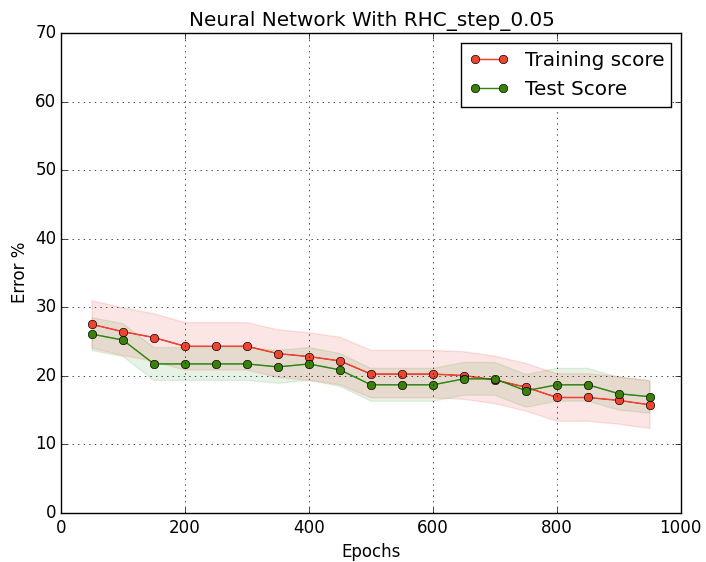 Neural Network With RHC_step_0.05
Training score
Test Score
Error %
70
60
50
40
30
20
10
0
0 200 400 600 800 1000
Epochs